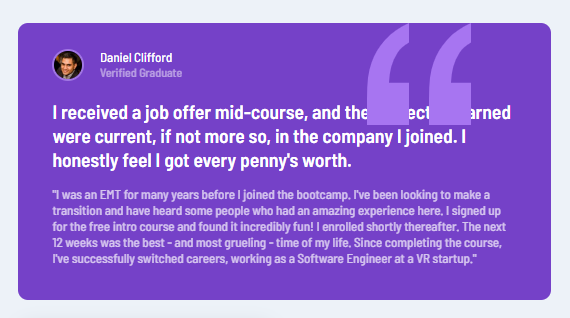 Daniel Clifford
Verified Graduate
I received a job offer mid-course, and the
were current, if not more so, in the company I joined. I
honestly feel I got every penny's worth.
"I was an EMT for many years before I joined the bootcamp. I've been looking to make a
transition and have heard some people who had an amazing experience here. I signed up
for the free intro course and found it incredibly fun! I enrolled shortly thereafter. The next
12 weeks was the best - and most grueling - time of my life. Since completing the course,
I've successfully switched careers, working as a Software Engineer at a VR startup."